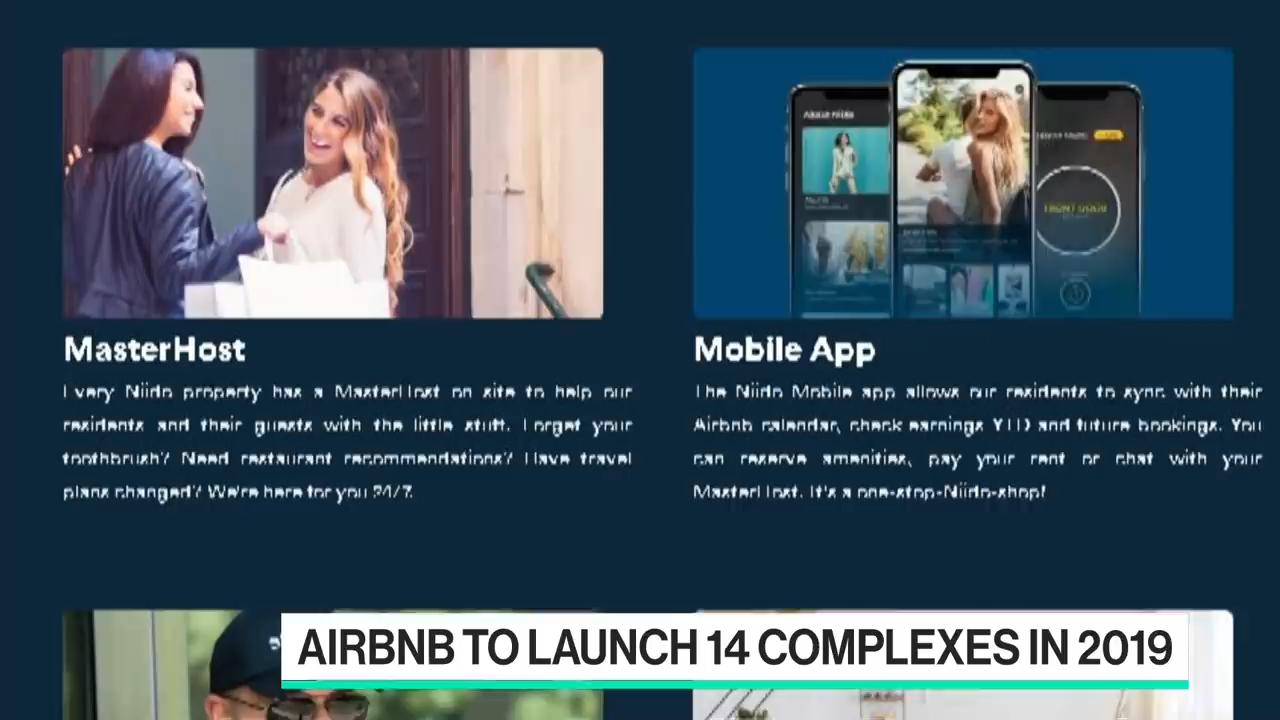 MasterHost
Every Niido property has a MasterHost on site to help our
residents and their guests with the little stuff. Forget your
toothbrush? Need restaurant recommendations? Have travel
plans changed? We're here for you 24/7.
About Niido
FRONT DOOR
Mobile App
The Niido Mobile app allows our residents to sync with their
Airbnb calendar, check earnings YTD and future bookings. You
can reserve amenities, pay your rent or chat with your
MasterHost. It's a one-stop-Niido-shop!
AIRBNB TO LAUNCH 14 COMPLEXES IN 2019